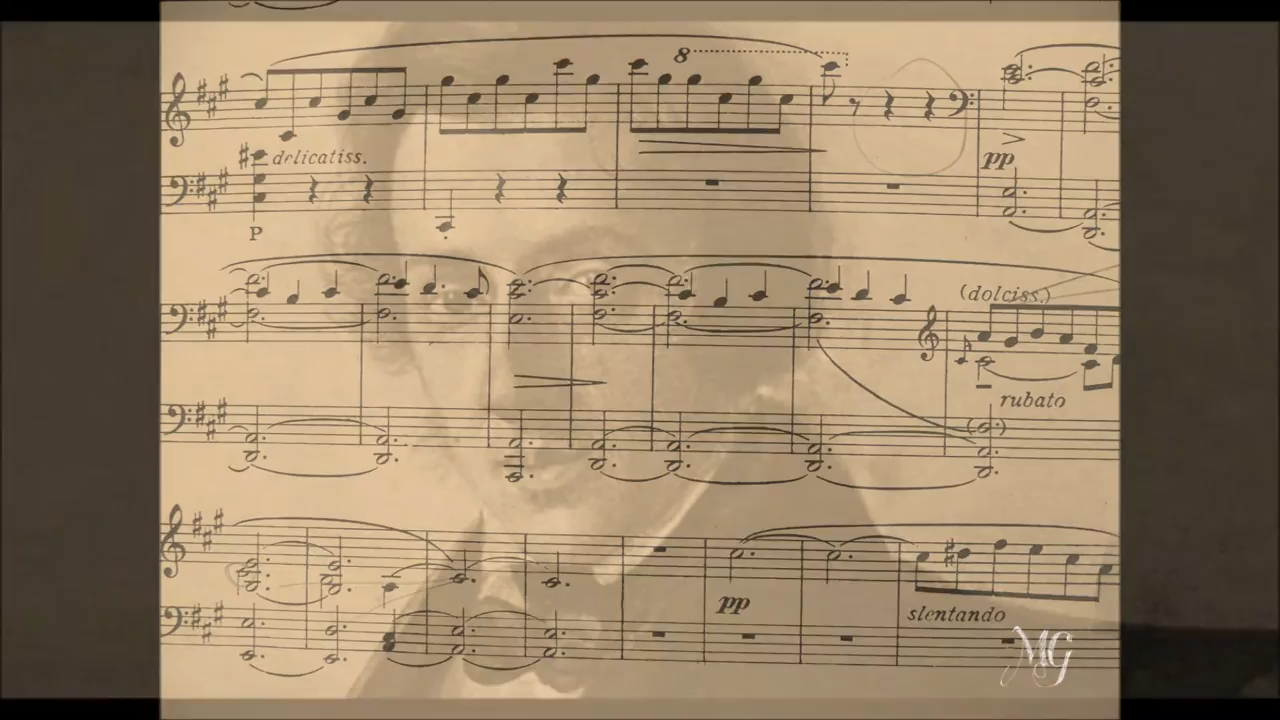 8
delicatiss.
pp
P
(dolciss.)
rubato
pp
slentando
MG